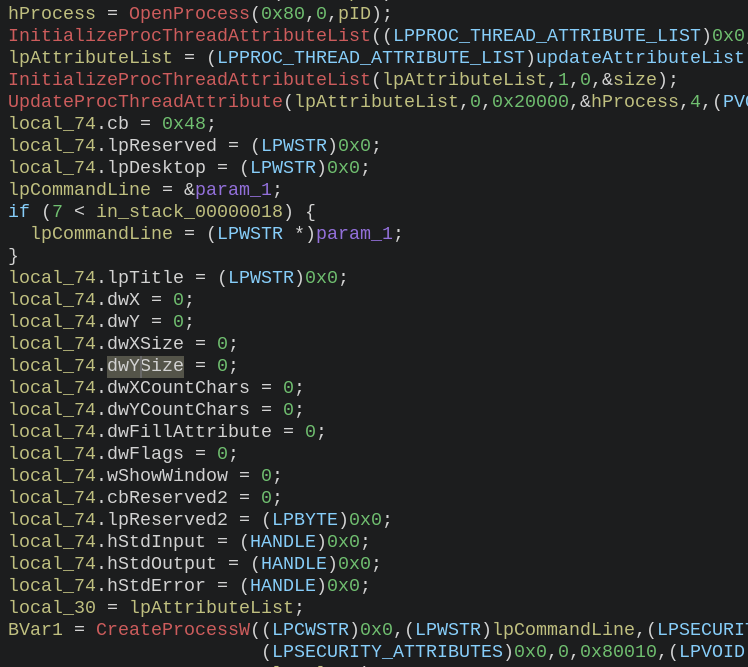 hProcess = OpenProcess(0x80,0,pID);
InitializeProcThreadAttributeList((LPPROC_THREAD_ATTRIBUTE_LIST)0x0,
lpAttributeList = (LPPROC_THREAD_ATTRIBUTE_LIST)updateAttributeList
InitializeProcThreadAttributeList(lpAttributeList,1,0,&size);
UpdateProcThreadAttribute(lpAttributeList,0,0x20000,&hProcess,4,(PVO
local_74.cb = 0x48;
local_74.lpReserved = (LPWSTR)0x0;
local_74.lpDesktop = (LPWSTR)0x0;
lpCommandLine = &param_1;
if (7 < in_stack_00000018) {
  lpCommandLine = (LPWSTR *)param_1;
}
local_74.lpTitle = (LPWSTR)0x0;
local_74.dwX = 0;
local_74.dwY = 0;
local_74.dwXSize = 0;
local_74.dwYSize = 0;
local_74.dwXCountChars = 0;
local_74.dwYCountChars = 0;
local_74.dwFillAttribute = 0;
local_74.dwFlags = 0;
local_74.wShowWindow = 0;
local_74.cbReserved2 = 0;
local_74.lpReserved2 = (LPBYTE)0x0;
local_74.hStdInput = (HANDLE)0x0;
local_74.hStdOutput = (HANDLE)0x0;
local_74.hStdError = (HANDLE)0x0;
local_30 = lpAttributeList;
BVar1 = CreateProcessW((LPCWSTR)0x0,(LPWSTR)lpCommandLine,(LPSECURIT
(LPSECURITY_ATTRIBUTES)0x0,0,0x80010,(LPVOID